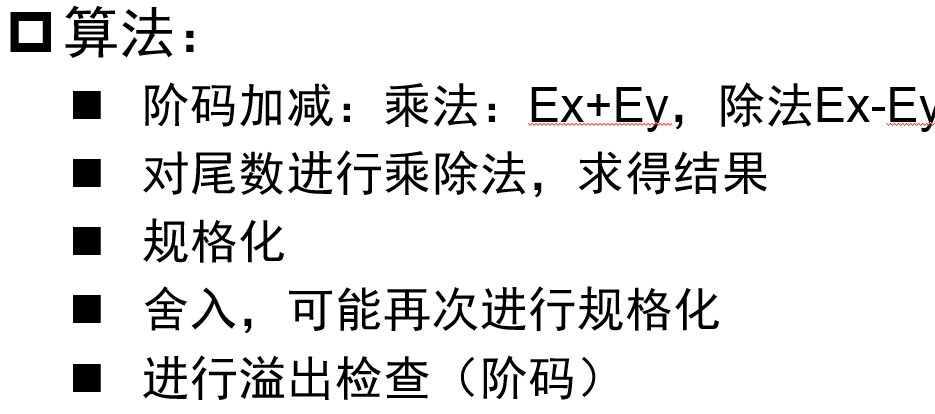 算法：
阶码加减：乘法：Ex+Ey，除法Ex-Ey
对尾数进行乘除法，求得结果
规格化
舍入，可能再次进行规格化
进行溢出检查（阶码）